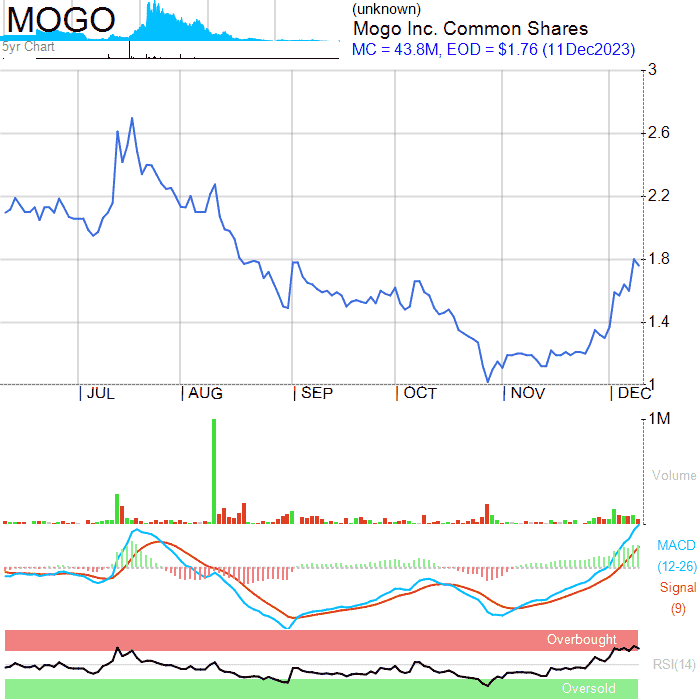 MOGO
5yr Chart
(unknown)
Mogo Inc. Common Shares
MC = 43.8M, EOD = $1.76 (11Dec2023)
3
2.6
2.2
1.8
1.4
1
| JUL | AUG | SEP | OCT | NOV | DEC
1M
Volume
MACD
(12-26)
Signal
(9)
Overbought
RSI(14)
Oversold